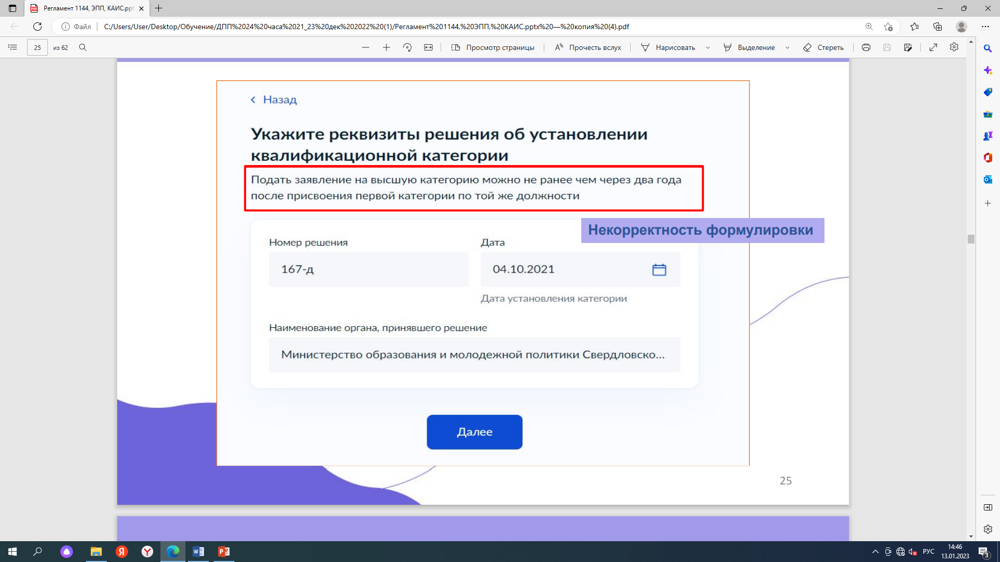 Регламент 1144, ЭПП, КАИС.ppt
Файл
C:/Users/User/Desktop/Обучение/ДПП%2024%20часа%2021_23%20дек%202022%20(1)/Регламент%201144,%20ЭПП,%20КАИС.pptx%20—%20копия%20(4).pdf
25
из 62
Просмотр страницы
Прочесть вслух
Нарисовать
Выделение
Стереть
Назад
Укажите реквизиты решения об установлении
квалификационной категории
Подать заявление на высшую категорию можно не ранее чем через два года
после присвоения первой категории по той же должности
Некорректность формулировки
Номер решения
Дата
167-д
04.10.2021
Дата установления категории
Наименование органа, принявшего решение
Министерство образования и молодежной политики Свердловско...
Далее
25
РУС
14:46
13.01.2023
3